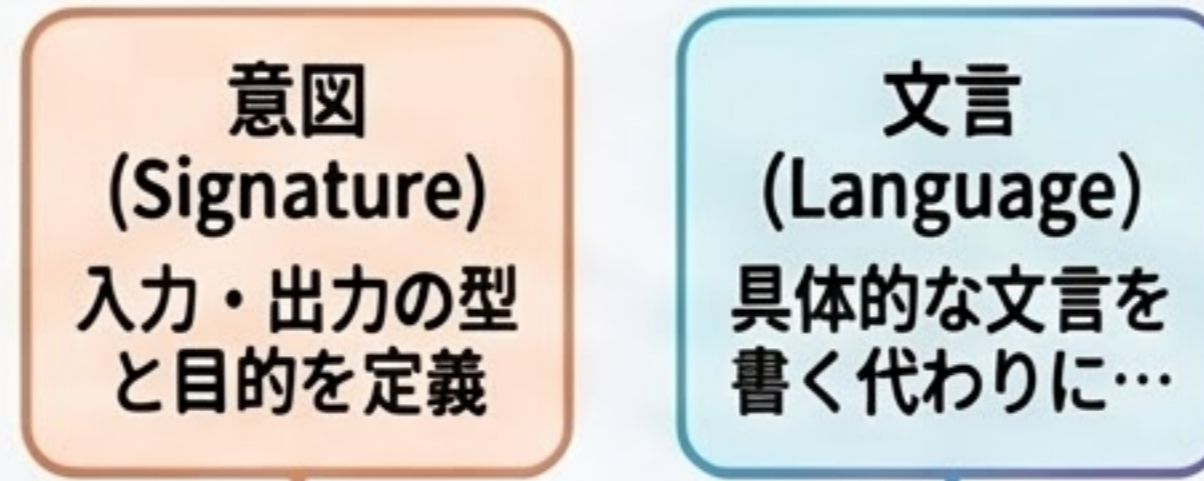 意図
(Signature)
入力・出力の型
と目的を定義
文言
(Language)
具体的な文言を
書く代わりに…